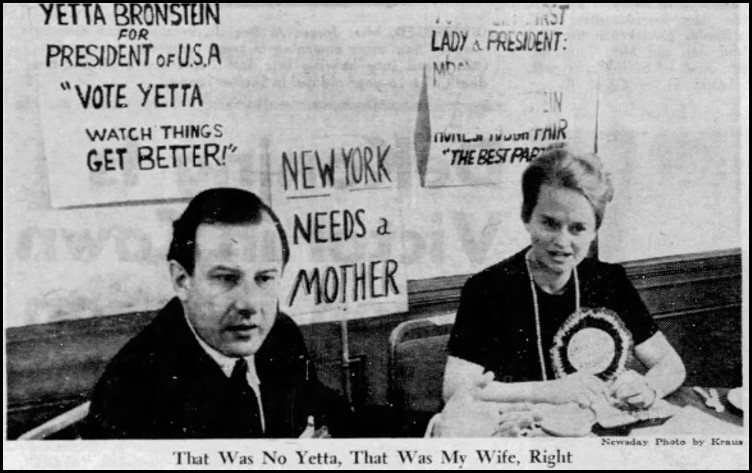 YETTA BRONSTEIN
FOR
PRESIDENT OF U.S.A
"VOTE YETTA
WATCH THINGS
GET BETTER!"
LADY & PRESIDENT:
NEW YORK
NEEDS a
MOTHER
"THE BEST
Newsday Photo by Kraus
That Was No Yetta, That Was My Wife, Right